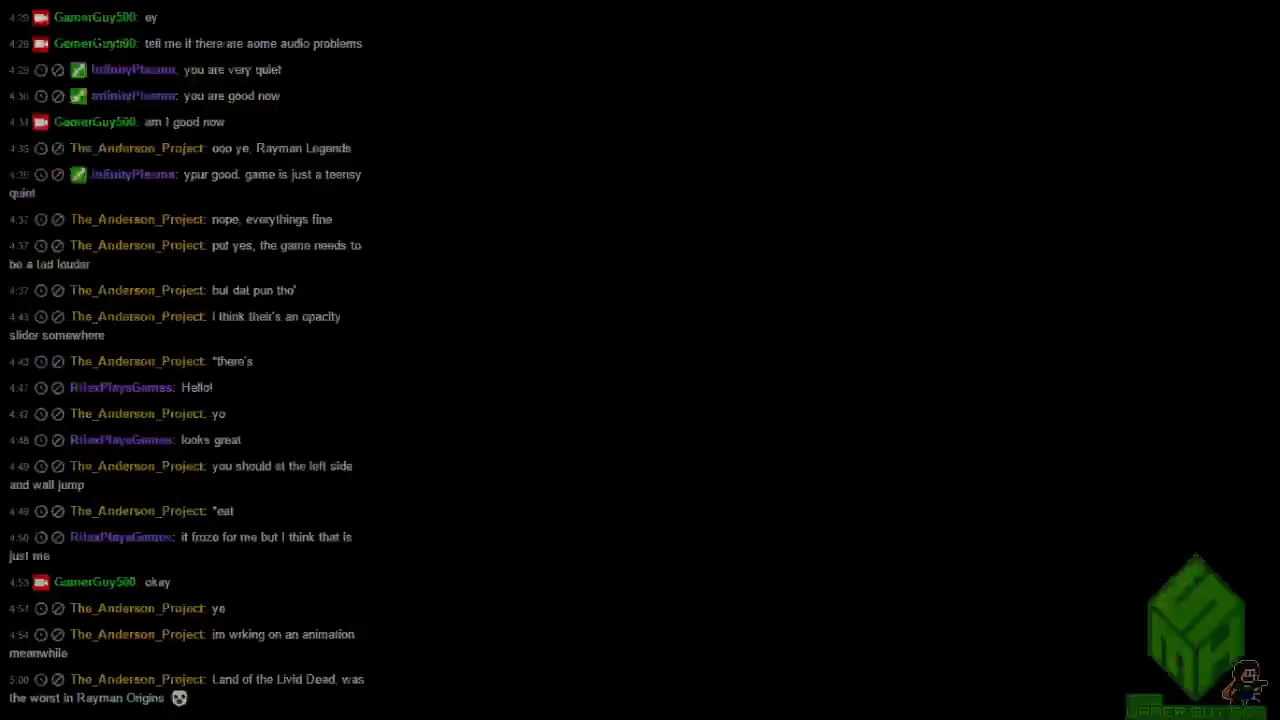 4:29 GamerGuy500: ey
4:29 GamerGuy500: tell me if there are some audio problems
4:29 InfinityPlasma: you are very quiet
4:30 InfinityPlasma: you are good now
4:31 GamerGuy500: am I good now
4:35 The_Anderson_Project: ooo ye, Rayman Legends
4:36 InfinityPlasma: ypur good. game is just a teensy
quiet
4:37 The_Anderson_Project: nope, everythings fine
4:37 The_Anderson_Project: put yes, the game needs to
be a tad louder
4:37 The_Anderson_Project: but dat pun tho'
4:43 The_Anderson_Project: I think their's an opacity
slider somewhere
4:43 The_Anderson_Project: *there's
4:47 RilexPlaysGames: Hello!
4:47 The_Anderson_Project: yo
4:48 RilexPlaysGames: looks great
4:49 The_Anderson_Project: you should at the left side
and wall jump
4:49 The_Anderson_Project: *eat
4:50 RilexPlaysGames: it froze for me but I think that is
just me
4:53 GamerGuy500: okay
4:54 The_Anderson_Project: ye
4:54 The_Anderson_Project: im wrking on an animation
meanwhile
5:00 The_Anderson_Project: Land of the Livid Dead, was
the worst in Rayman Origins